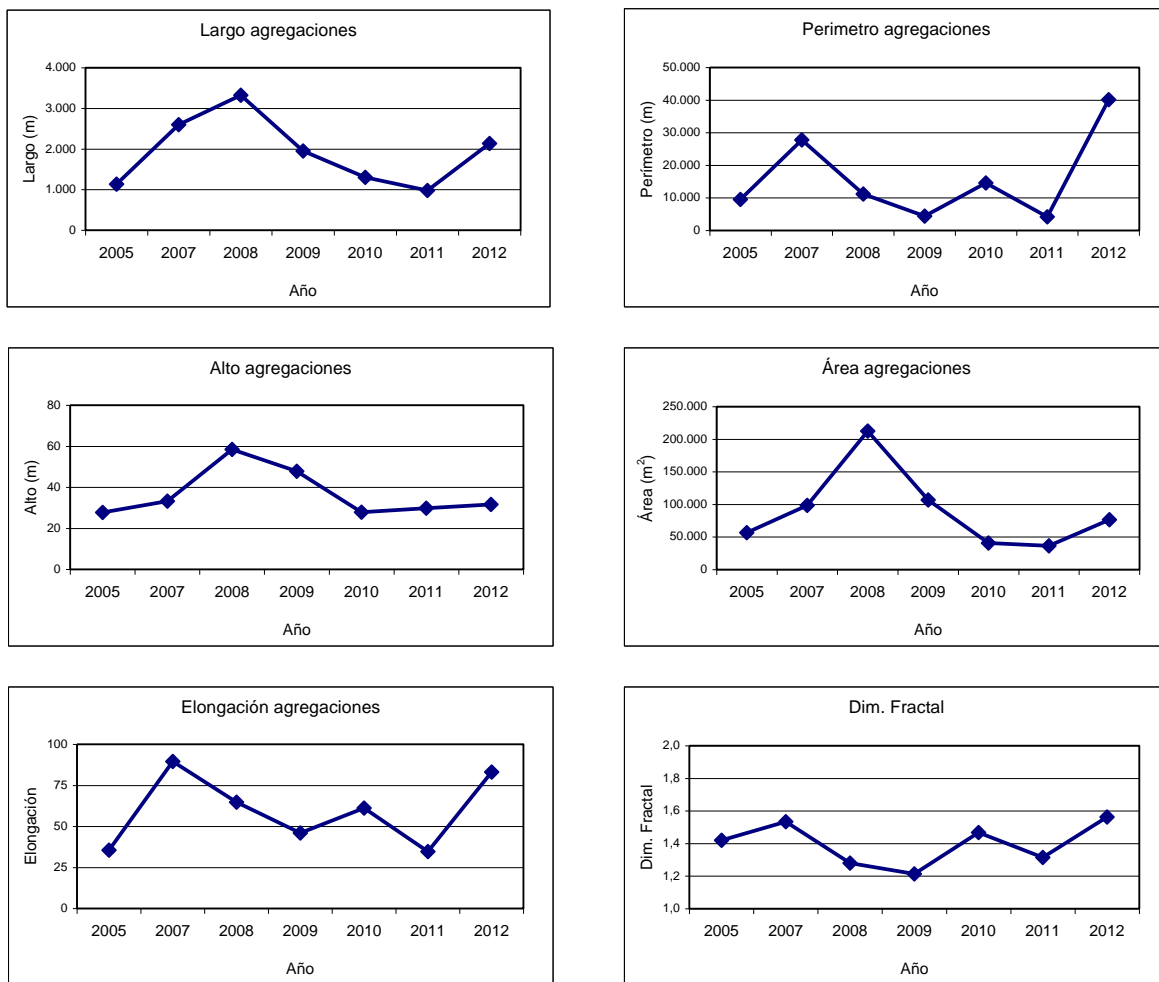 Largo agregaciones
4.000
3.000
2.000
1.000
0
Largo (m)
2005 2007 2008 2009 2010 2011 2012
Año
Perimetro agregaciones
50.000
40.000
30.000
20.000
10.000
0
Perímetro (m)
2005 2007 2008 2009 2010 2011 2012
Año
Alto agregaciones
80
60
40
20
0
Alto (m)
2005 2007 2008 2009 2010 2011 2012
Año
Área agregaciones
250.000
200.000
150.000
100.000
50.000
0
Área (m²)
2005 2007 2008 2009 2010 2011 2012
Año
Elongación agregaciones
100
75
50
25
0
Elongación
2005 2007 2008 2009 2010 2011 2012
Año
Dim. Fractal
2,0
1,8
1,6
1,4
1,2
1,0
Dim. Fractal
2005 2007 2008 2009 2010 2011 2012
Año